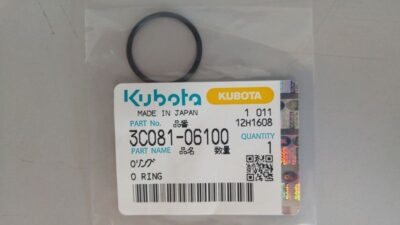 Kubota KUBOTA
MADE IN JAPAN 1 011
PART No. 品番 12H1608
3C081-06100 QUANTITY
PART NAME 品名 数量 1
Oリング
O RING